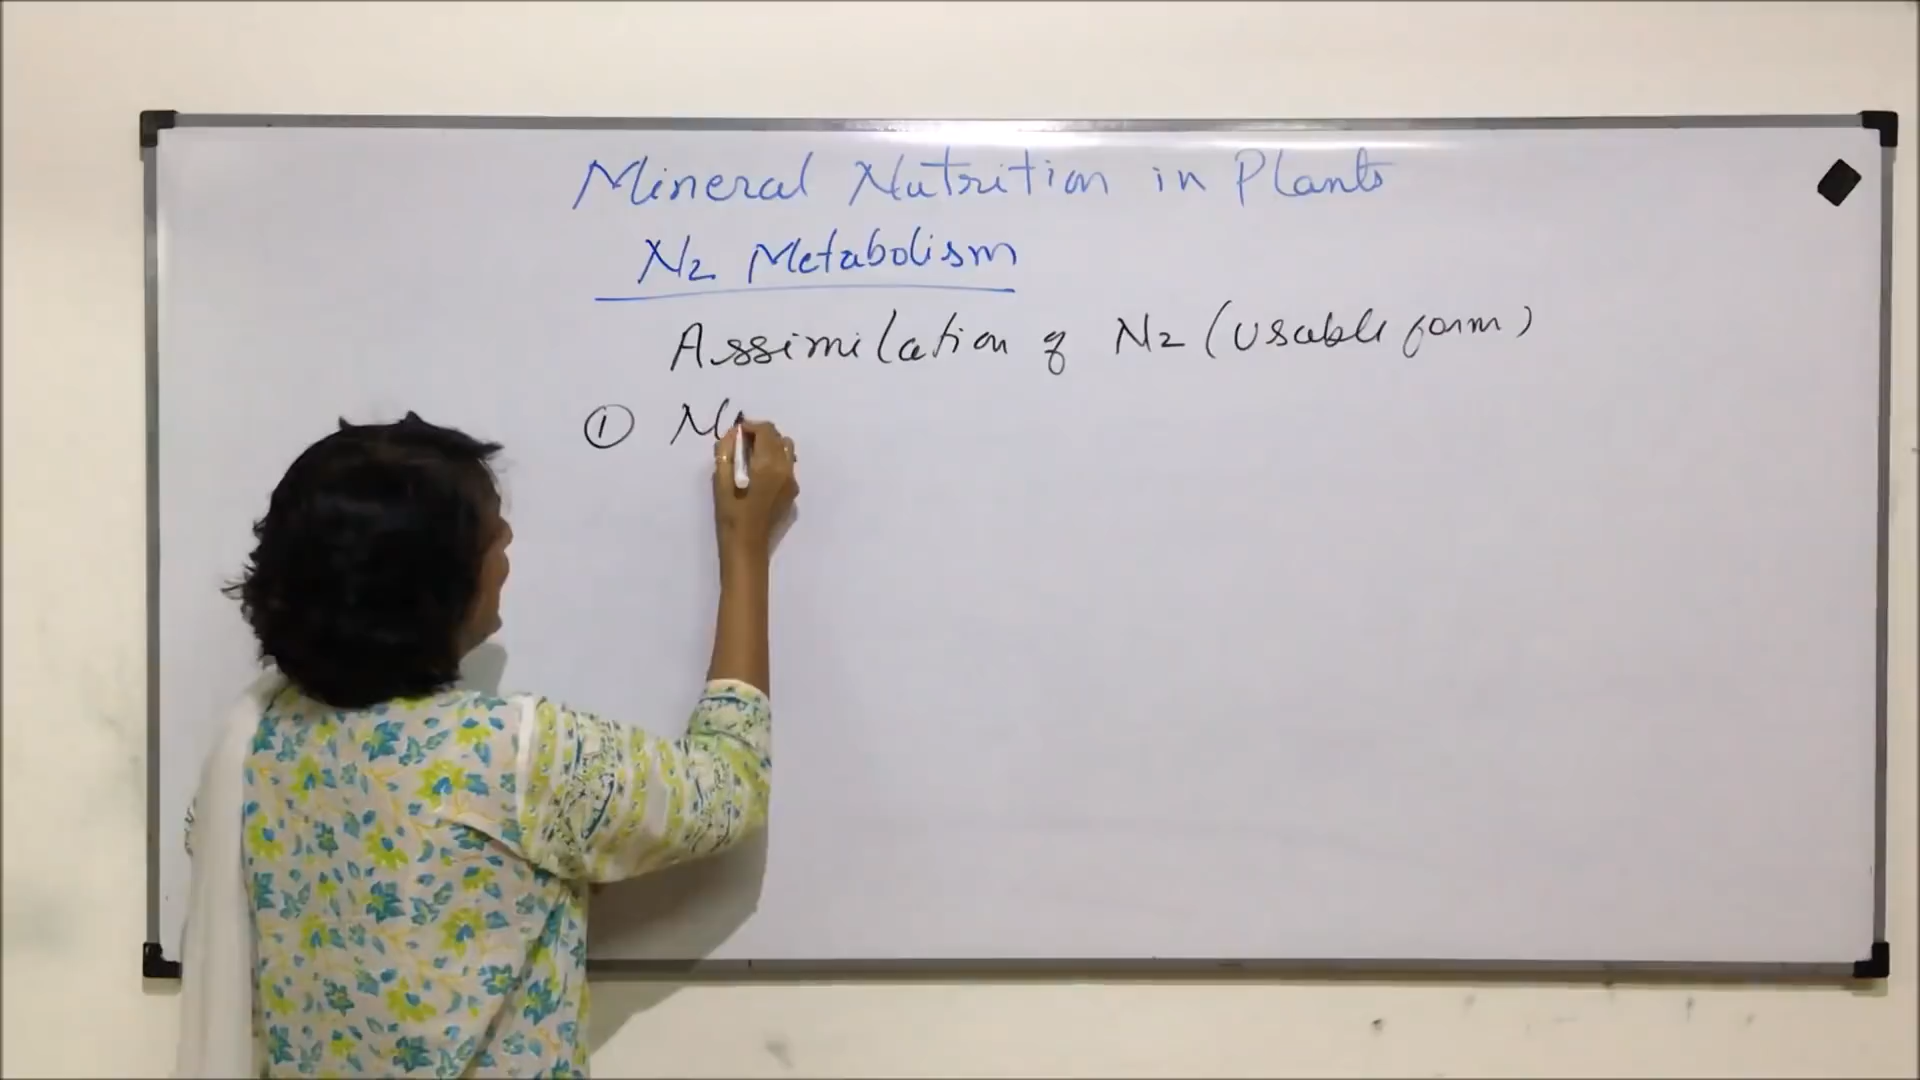 Mineral Nutrition in Plants
N2 Metabolism
Assimilation of N2 (Usable form)
① N